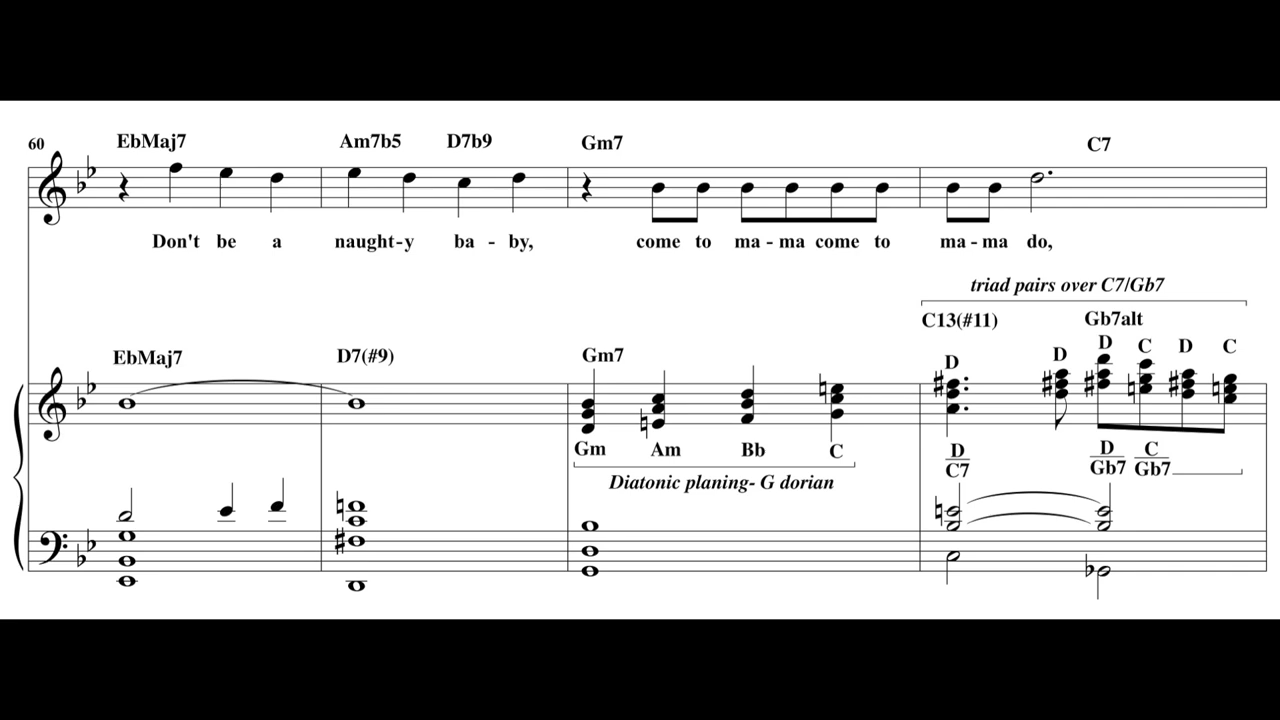 60 EbMaj7 Am7b5 D7b9 Gm7 C7
Don't be a naught-y ba - by, come to ma - ma come to ma - ma do,
triad pairs over C7/Gb7
C13(#11) Gb7alt
EbMaj7 D7(#9) Gm7 D D D C D C
Gm Am Bb C D D C
C7 Gb7 Gb7
Diatonic planing- G dorian